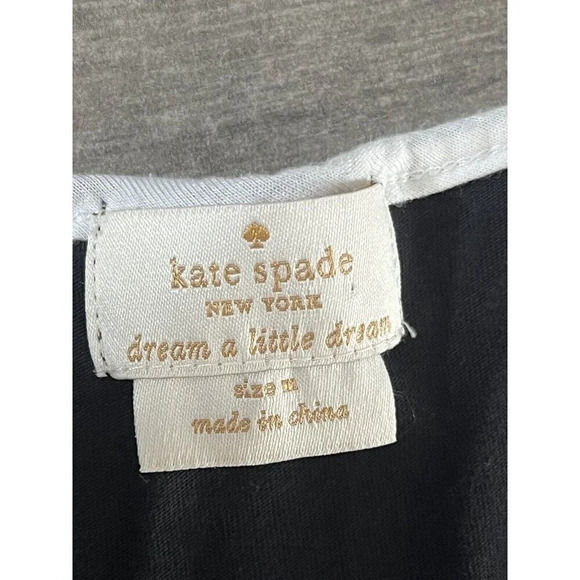 kate spade
NEW YORK
dream a little dream
size m
made in china